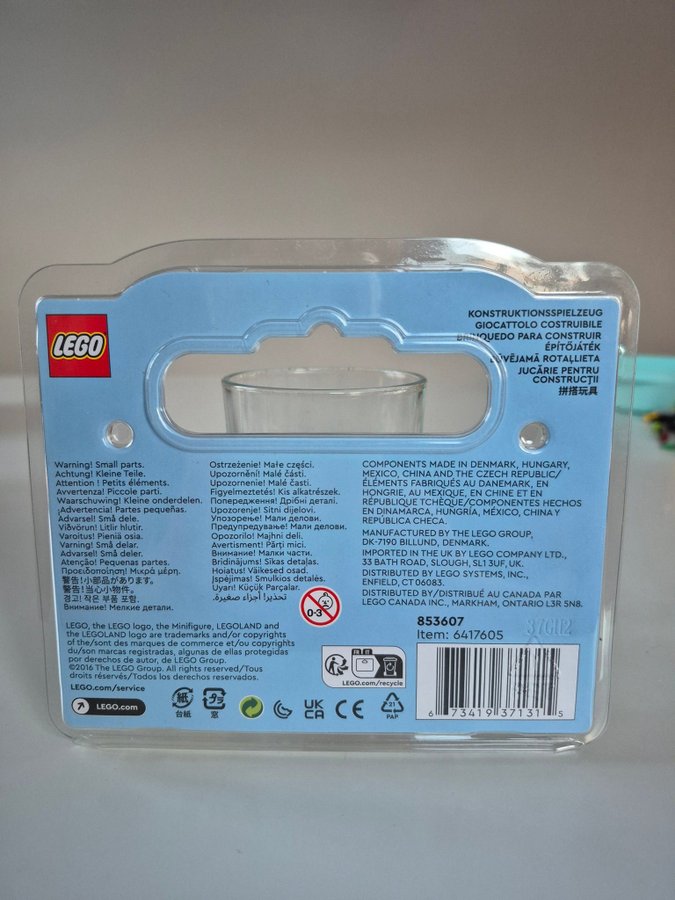 LEGO
KONSTRUKTIONSSPIELZEUG
GIOCATTOLO COSTRUIBILE
BRINQUEDO PARA CONSTRUIR
ÉPÍTŐJÁTÉK
BŪVĒJAMĀ ROTAĻLIETA
JUCĂRIE PENTRU
CONSTRUCŢII
拼搭玩具
Warning! Small parts.
Achtung! Kleine Teile.
Attention ! Petits éléments.
Avvertenza! Piccole parti.
Waarschuwing! Kleine onderdelen.
¡Advertencia! Partes pequeñas.
Advarsel! Små dele.
Viðvörun! Litlir hlutir.
Varoitus! Pieniä osia.
Varning! Små delar.
Advarsel! Små deler.
Atenção! Pequenas partes.
Προειδοποίηση! Μικρά μέρη.
警告!小部品があります。
警告!当心小物件。
경고! 작은 부품 포함.
Внимание! Мелкие детали.
Ostrzeżenie! Małe części.
Upozornění! Malé části.
Upozornenie! Malé časti.
Figyelmeztetés! Kis alkatrészek.
Попередження! Дрібні деталі.
Upozorenje! Sitni dijelovi.
Упозорење! Мали делови.
Предупредување! Мали делови.
Opozorilo! Majhni deli.
Avertisment! Părţi mici.
Внимание! Малки части.
Brīdinājums! Sīkas detaļas.
Hoiatus! Väikesed osad.
Įspėjimas! Smulkios detalės.
Uyarı! Küçük Parçalar.
تحذير! أجزاء صغيرة.
COMPONENTS MADE IN DENMARK, HUNGARY,
MEXICO, CHINA AND THE CZECH REPUBLIC/
ÉLÉMENTS FABRIQUÉS AU DANEMARK, EN
HONGRIE, AU MEXIQUE, EN CHINE ET EN
RÉPUBLIQUE TCHÈQUE/COMPONENTES HECHOS
EN DINAMARCA, HUNGRÍA, MÉXICO, CHINA Y
REPÚBLICA CHECA.
MANUFACTURED BY THE LEGO GROUP,
DK-7190 BILLUND, DENMARK.
IMPORTED IN THE UK BY LEGO COMPANY LTD.,
33 BATH ROAD, SLOUGH, SL1 3UF, UK.
DISTRIBUTED BY LEGO SYSTEMS, INC.,
ENFIELD, CT 06083.
DISTRIBUTED BY/DISTRIBUÉ AU CANADA PAR
LEGO CANADA INC., MARKHAM, ONTARIO L3R 5N8.
0-3
853607
Item: 6417605
37GH2
LEGO, the LEGO logo, the Minifigure, LEGOLAND and
the LEGOLAND logo are trademarks and/or copyrights
of the/sont des marques de commerce et/ou copyrights
du/son marcas registradas, algunas de ellas protegidas
por derechos de autor, de LEGO Group.
©2016 The LEGO Group. All rights reserved/Tous
droits réservés/Todos los derechos reservados.
LEGO.com/service
LEGO.com
紙
台紙
プラ
窓
UK
CA
CE
FR
LEGO.com/recycle
21
PAP
6 73419 37131 5